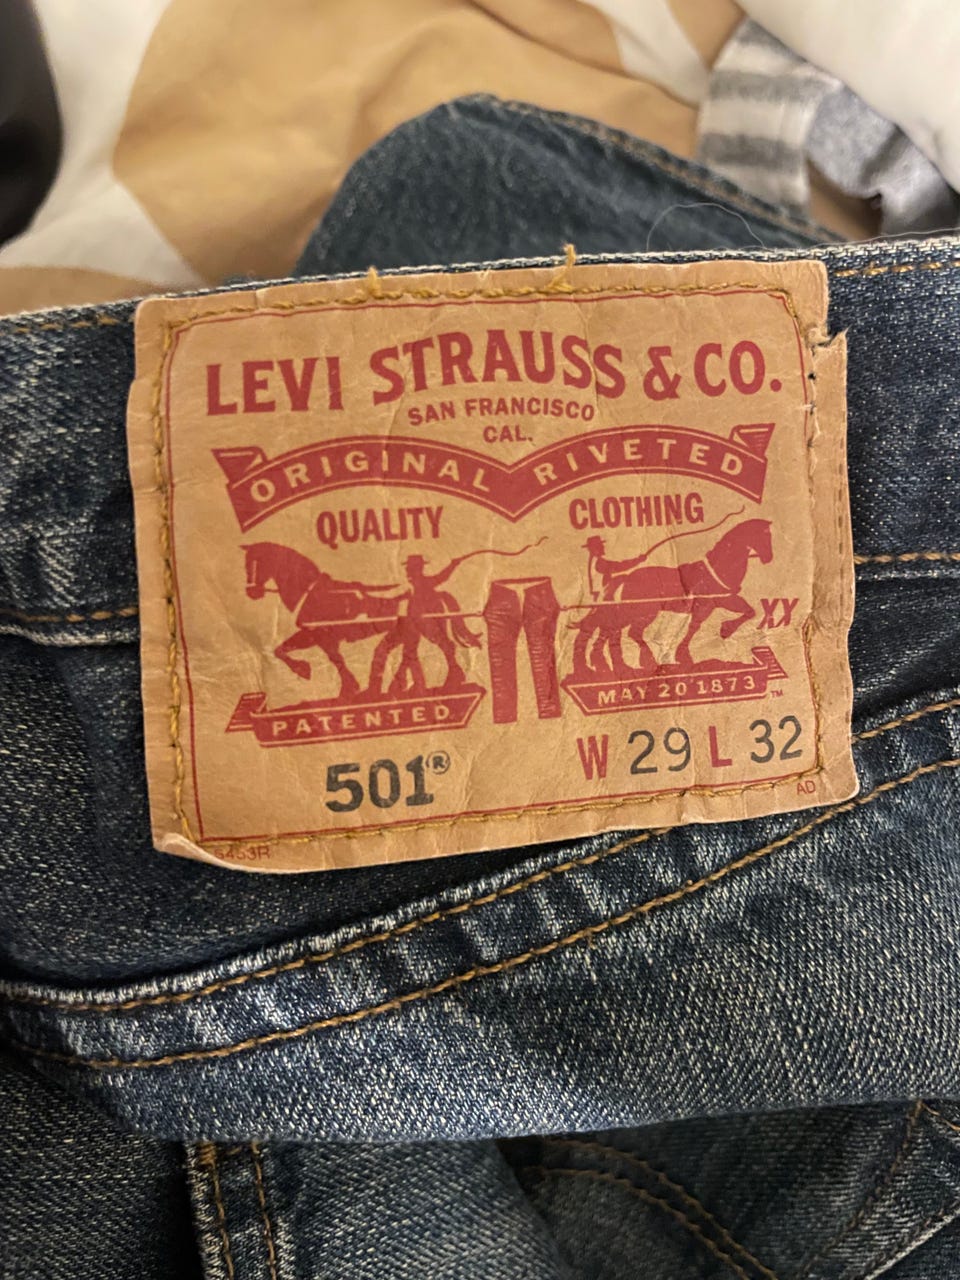 LEVI STRAUSS & CO.
SAN FRANCISCO
CAL.
ORIGINAL RIVETED
QUALITY CLOTHING
XX
PATENTED MAY 20 1873 ™
501® W 29 L 32
AD